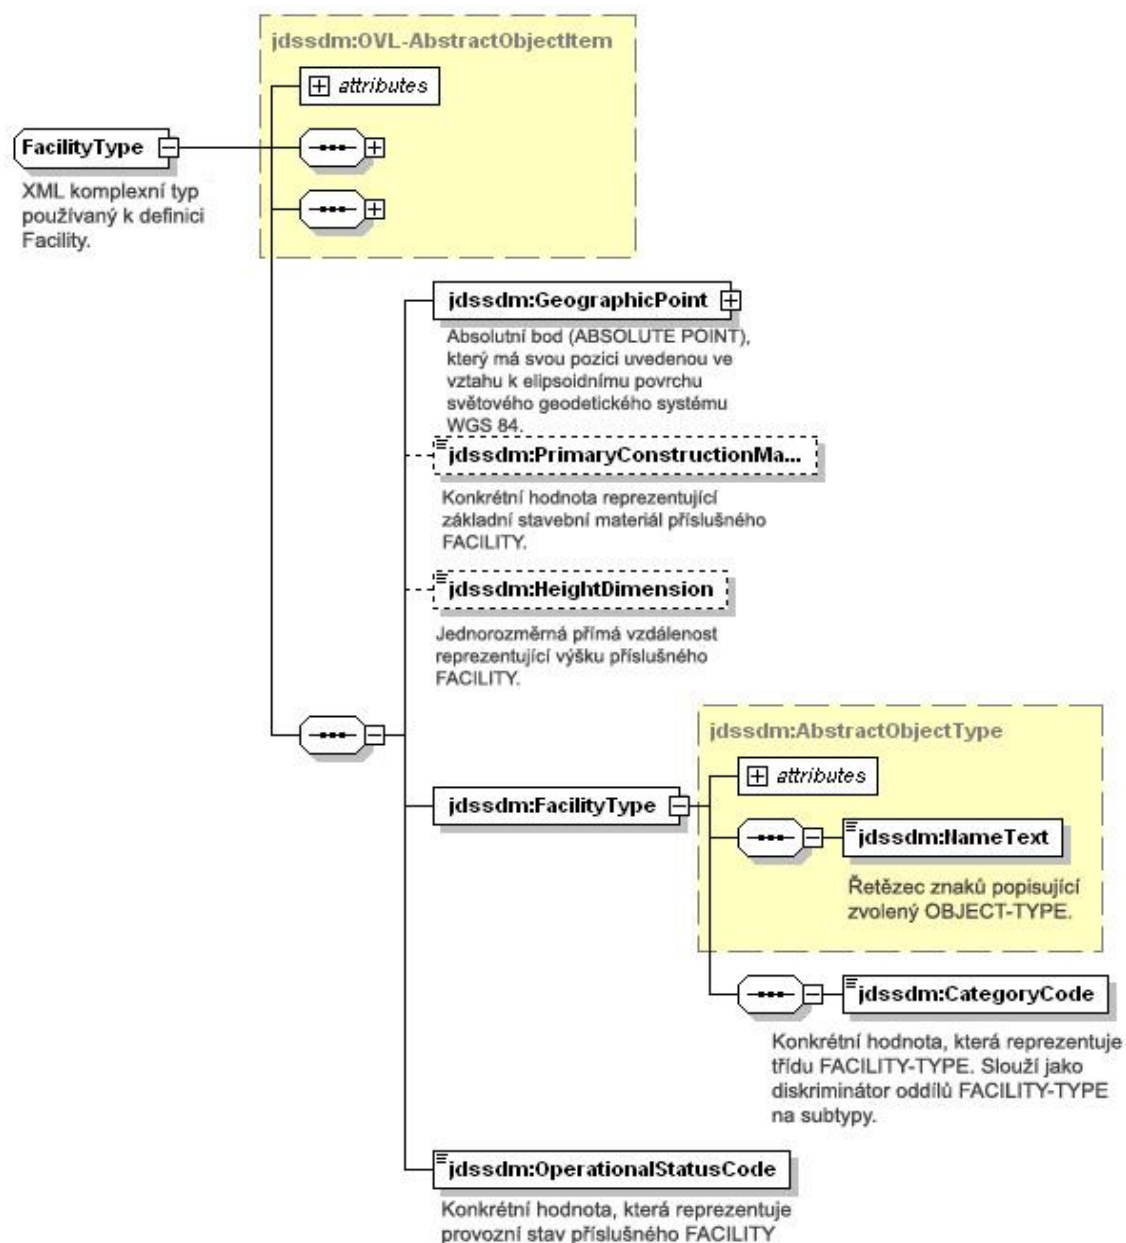 jdssdm:OVL-AbstractObjectItem
attributes
FacilityType
XML komplexní typ
používaný k definici
Facility.
jdssdm:GeographicPoint
Absolutní bod (ABSOLUTE POINT),
který má svou pozici uvedenou ve
vztahu k elipsoidnímu povrchu
světového geodetického systému
WGS 84.
jdssdm:PrimaryConstructionMa...
Konkrétní hodnota reprezentující
základní stavební materiál příslušného
FACILITY.
jdssdm:HeightDimension
Jednorozměrná přímá vzdálenost
reprezentující výšku příslušného
FACILITY.
jdssdm:AbstractObjectType
attributes
jdssdm:FacilityType
jdssdm:NameText
Řetězec znaků popisující
zvolený OBJECT-TYPE.
jdssdm:CategoryCode
Konkrétní hodnota, která reprezentuje
třídu FACILITY-TYPE. Slouží jako
diskriminátor oddílů FACILITY-TYPE
na subtypy.
jdssdm:OperationalStatusCode
Konkrétní hodnota, která reprezentuje
provozní stav příslušného FACILITY